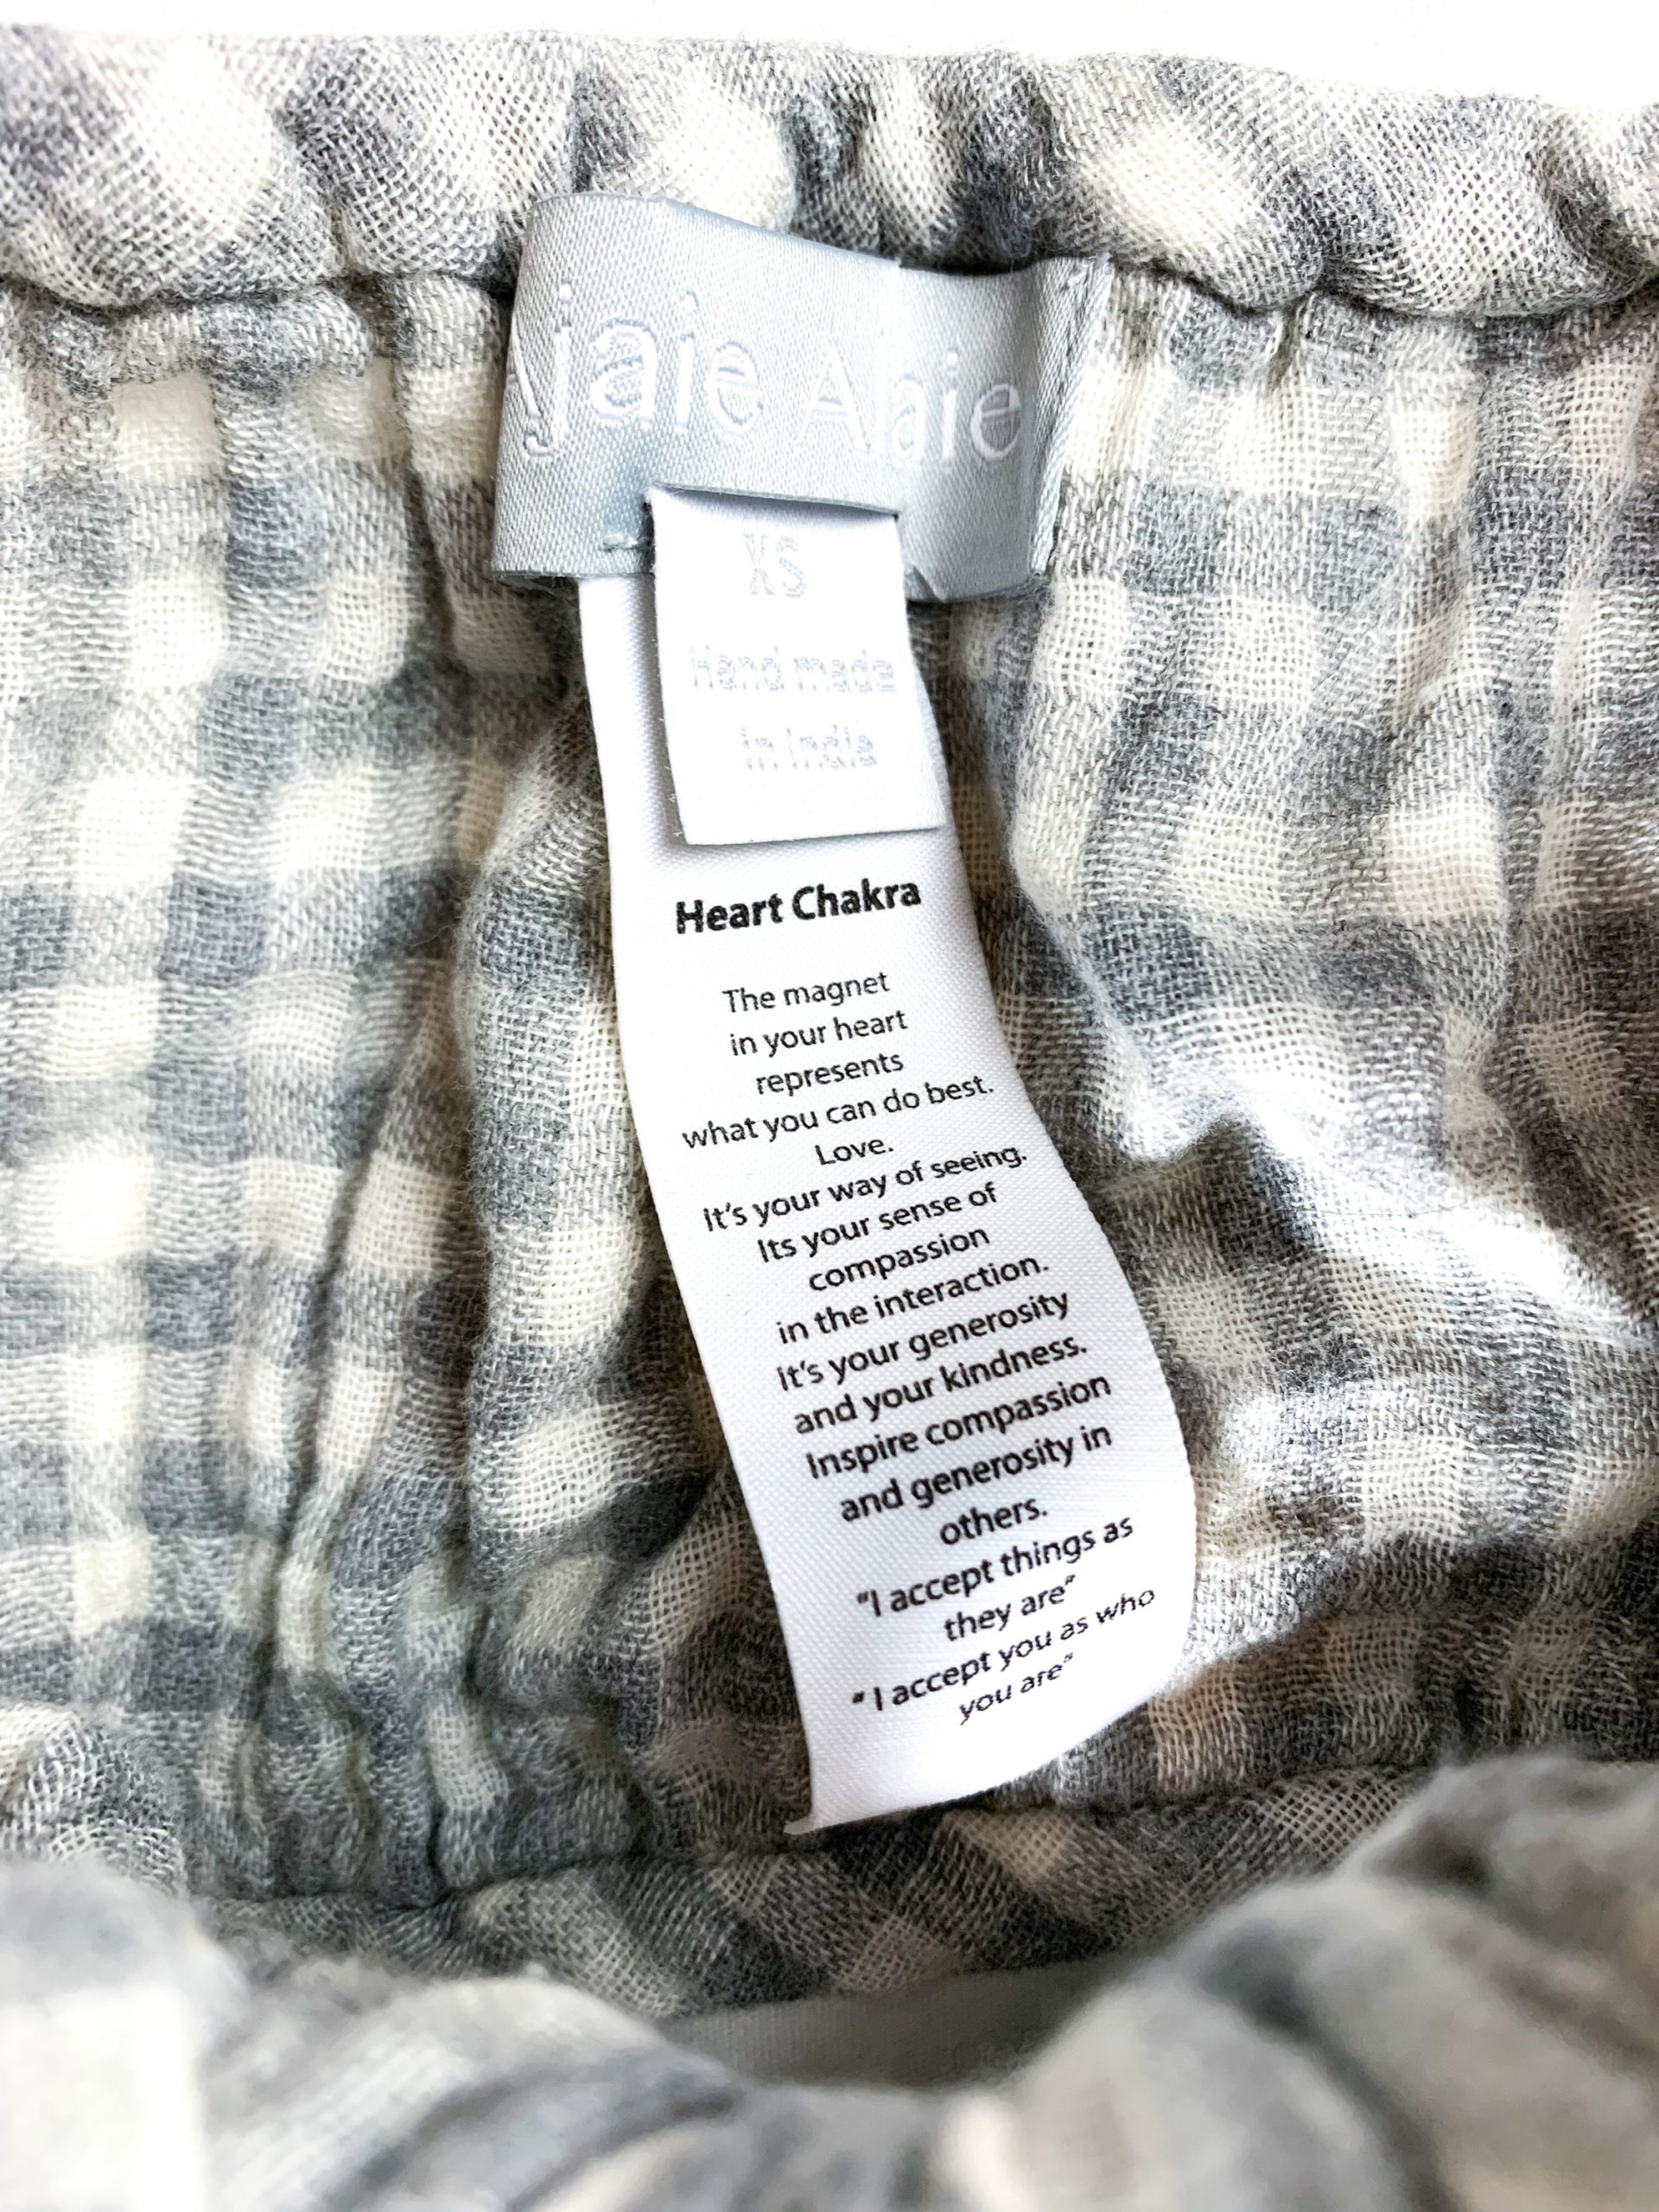 Ajaie Alaie
XS
Hand made
in India
Heart Chakra
The magnet
in your heart
represents
what you can do best.
Love.
It's your way of seeing.
Its your sense of
compassion
in the interaction.
it's your generosity
and your kindness.
Inspire compassion
and generosity in
others.
"I accept things as
they are"
" I accept you as who
you are"